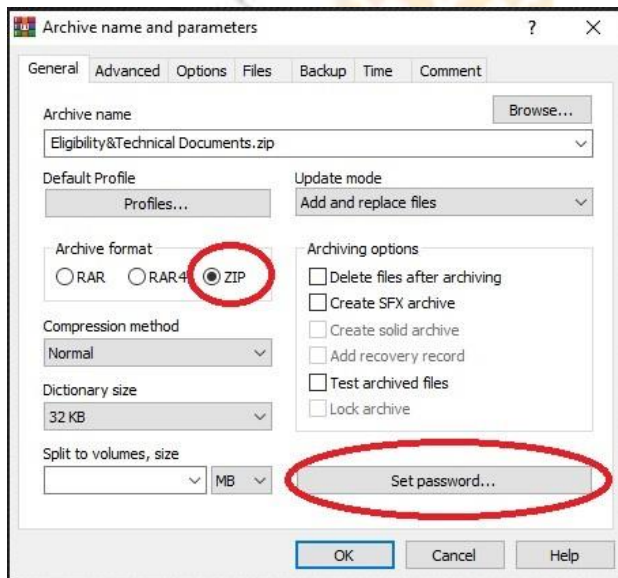 Archive name and parameters ? X
General Advanced Options Files Backup Time Comment
Archive name Browse...
Eligibility&Technical Documents.zip
Default Profile Update mode
Profiles... Add and replace files
Archive format Archiving options
RAR RAR4 ZIP Delete files after archiving
Create SFX archive
Compression method Create solid archive
Normal Add recovery record
Dictionary size Test archived files
32 KB Lock archive
Split to volumes, size
MB Set password...
OK Cancel Help